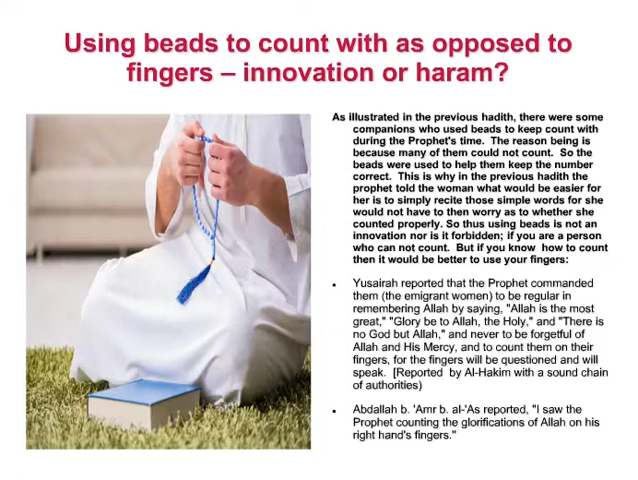 Using beads to count with as opposed to
fingers – innovation or haram?
As illustrated in the previous hadith, there were some
companions who used beads to keep count with
during the Prophet's time. The reason being is
because many of them could not count. So the
beads were used to help them keep the number
correct. This is why in the previous hadith the
prophet told the woman what would be easier for
her is to simply recite those simple words for she
would not have to then worry as to whether she
counted properly. So thus using beads is not an
innovation nor is it forbidden; if you are a person
who can not count. But if you know how to count
then it would be better to use your fingers:
• Yusairah reported that the Prophet commanded
them (the emigrant women) to be regular in
remembering Allah by saying, "Allah is the most
great," "Glory be to Allah, the Holy," and "There is
no God but Allah," and never to be forgetful of
Allah and His Mercy, and to count them on their
fingers, for the fingers will be questioned and will
speak. [Reported by Al-Hakim with a sound chain
of authorities)
• Abdallah b. 'Amr b. al-'As reported, "I saw the
Prophet counting the glorifications of Allah on his
right hand's fingers."